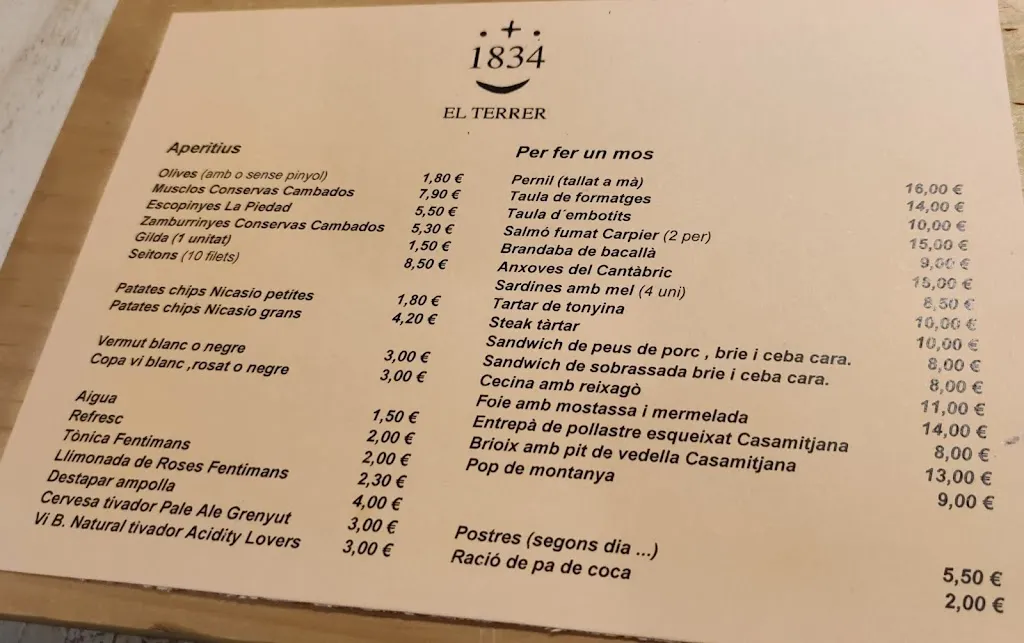 1834
EL TERRER
Aperitius
Olives (amb o sense pinyol) 1,80 €
Musclos Conservas Cambados 7,90 €
Escopinyes La Piedad 5,50 €
Zamburrinyes Conservas Cambados 5,30 €
Gilda (1 unitat) 1,50 €
Seitons (10 filets) 8,50 €
Patates chips Nicasio petites 1,80 €
Patates chips Nicasio grans 4,20 €
Vermut blanc o negre 3,00 €
Copa vi blanc ,rosat o negre 3,00 €
Aigua 1,50 €
Refresc 2,00 €
Tònica Fentimans 2,00 €
Llimonada de Roses Fentimans 2,30 €
Destapar ampolla 4,00 €
Cervesa tivador Pale Ale Grenyut 3,00 €
Vi B. Natural tivador Acidity Lovers 3,00 €
Per fer un mos
Pernil (tallat a mà) 16,00 €
Taula de formatges 14,00 €
Taula d´embotits 10,00 €
Salmó fumat Carpier (2 per) 15,00 €
Brandaba de bacallà 9,00 €
Anxoves del Cantàbric 15,00 €
Sardines amb mel (4 uni) 8,50 €
Tartar de tonyina 10,00 €
Steak tàrtar 10,00 €
Sandwich de peus de porc , brie i ceba cara. 8,00 €
Sandwich de sobrassada brie i ceba cara. 8,00 €
Cecina amb reixagò 11,00 €
Foie amb mostassa i mermelada 14,00 €
Entrepà de pollastre esqueixat Casamitjana 8,00 €
Brioix amb pit de vedella Casamitjana 13,00 €
Pop de montanya 9,00 €
Postres (segons dia ...) 5,50 €
Ració de pa de coca 2,00 €